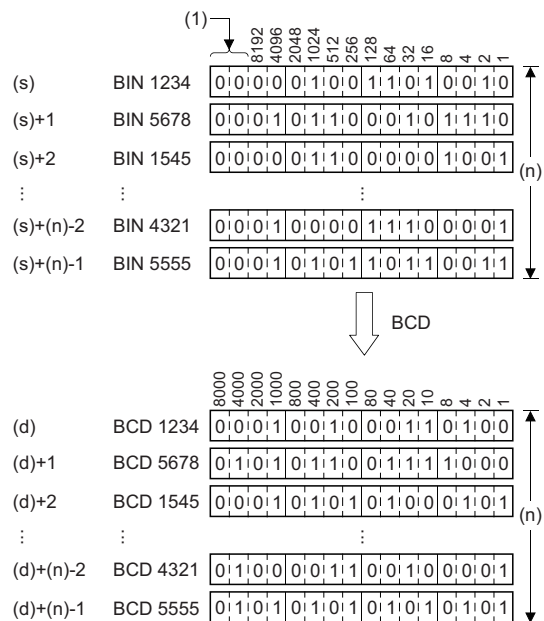 (1)
8192 4096 2048 1024 512 256 128 64 32 16 8 4 2 1
(s) BIN 1234 0 0 0 0 0 1 0 0 1 1 0 1 0 0 1 0
(s)+1 BIN 5678 0 0 0 1 0 1 1 0 0 0 1 0 1 1 1 0
(s)+2 BIN 1545 0 0 0 0 0 1 1 0 0 0 0 0 1 0 0 1
(n)
⋮ ⋮ ⋮
(s)+(n)-2 BIN 4321 0 0 0 1 0 0 0 0 1 1 1 0 0 0 0 1
(s)+(n)-1 BIN 5555 0 0 0 1 0 1 0 1 1 0 1 1 0 0 1 1
BCD
8000 4000 2000 1000 800 400 200 100 80 40 20 10 8 4 2 1
(d) BCD 1234 0 0 0 1 0 0 1 0 0 0 1 1 0 1 0 0
(d)+1 BCD 5678 0 1 0 1 0 1 1 0 0 1 1 1 1 0 0 0
(d)+2 BCD 1545 0 0 0 1 0 1 0 1 0 1 0 0 0 1 0 1
(n)
⋮ ⋮ ⋮
(d)+(n)-2 BCD 4321 0 1 0 0 0 0 1 1 0 0 1 0 0 0 0 1
(d)+(n)-1 BCD 5555 0 1 0 1 0 1 0 1 0 1 0 1 0 1 0 1